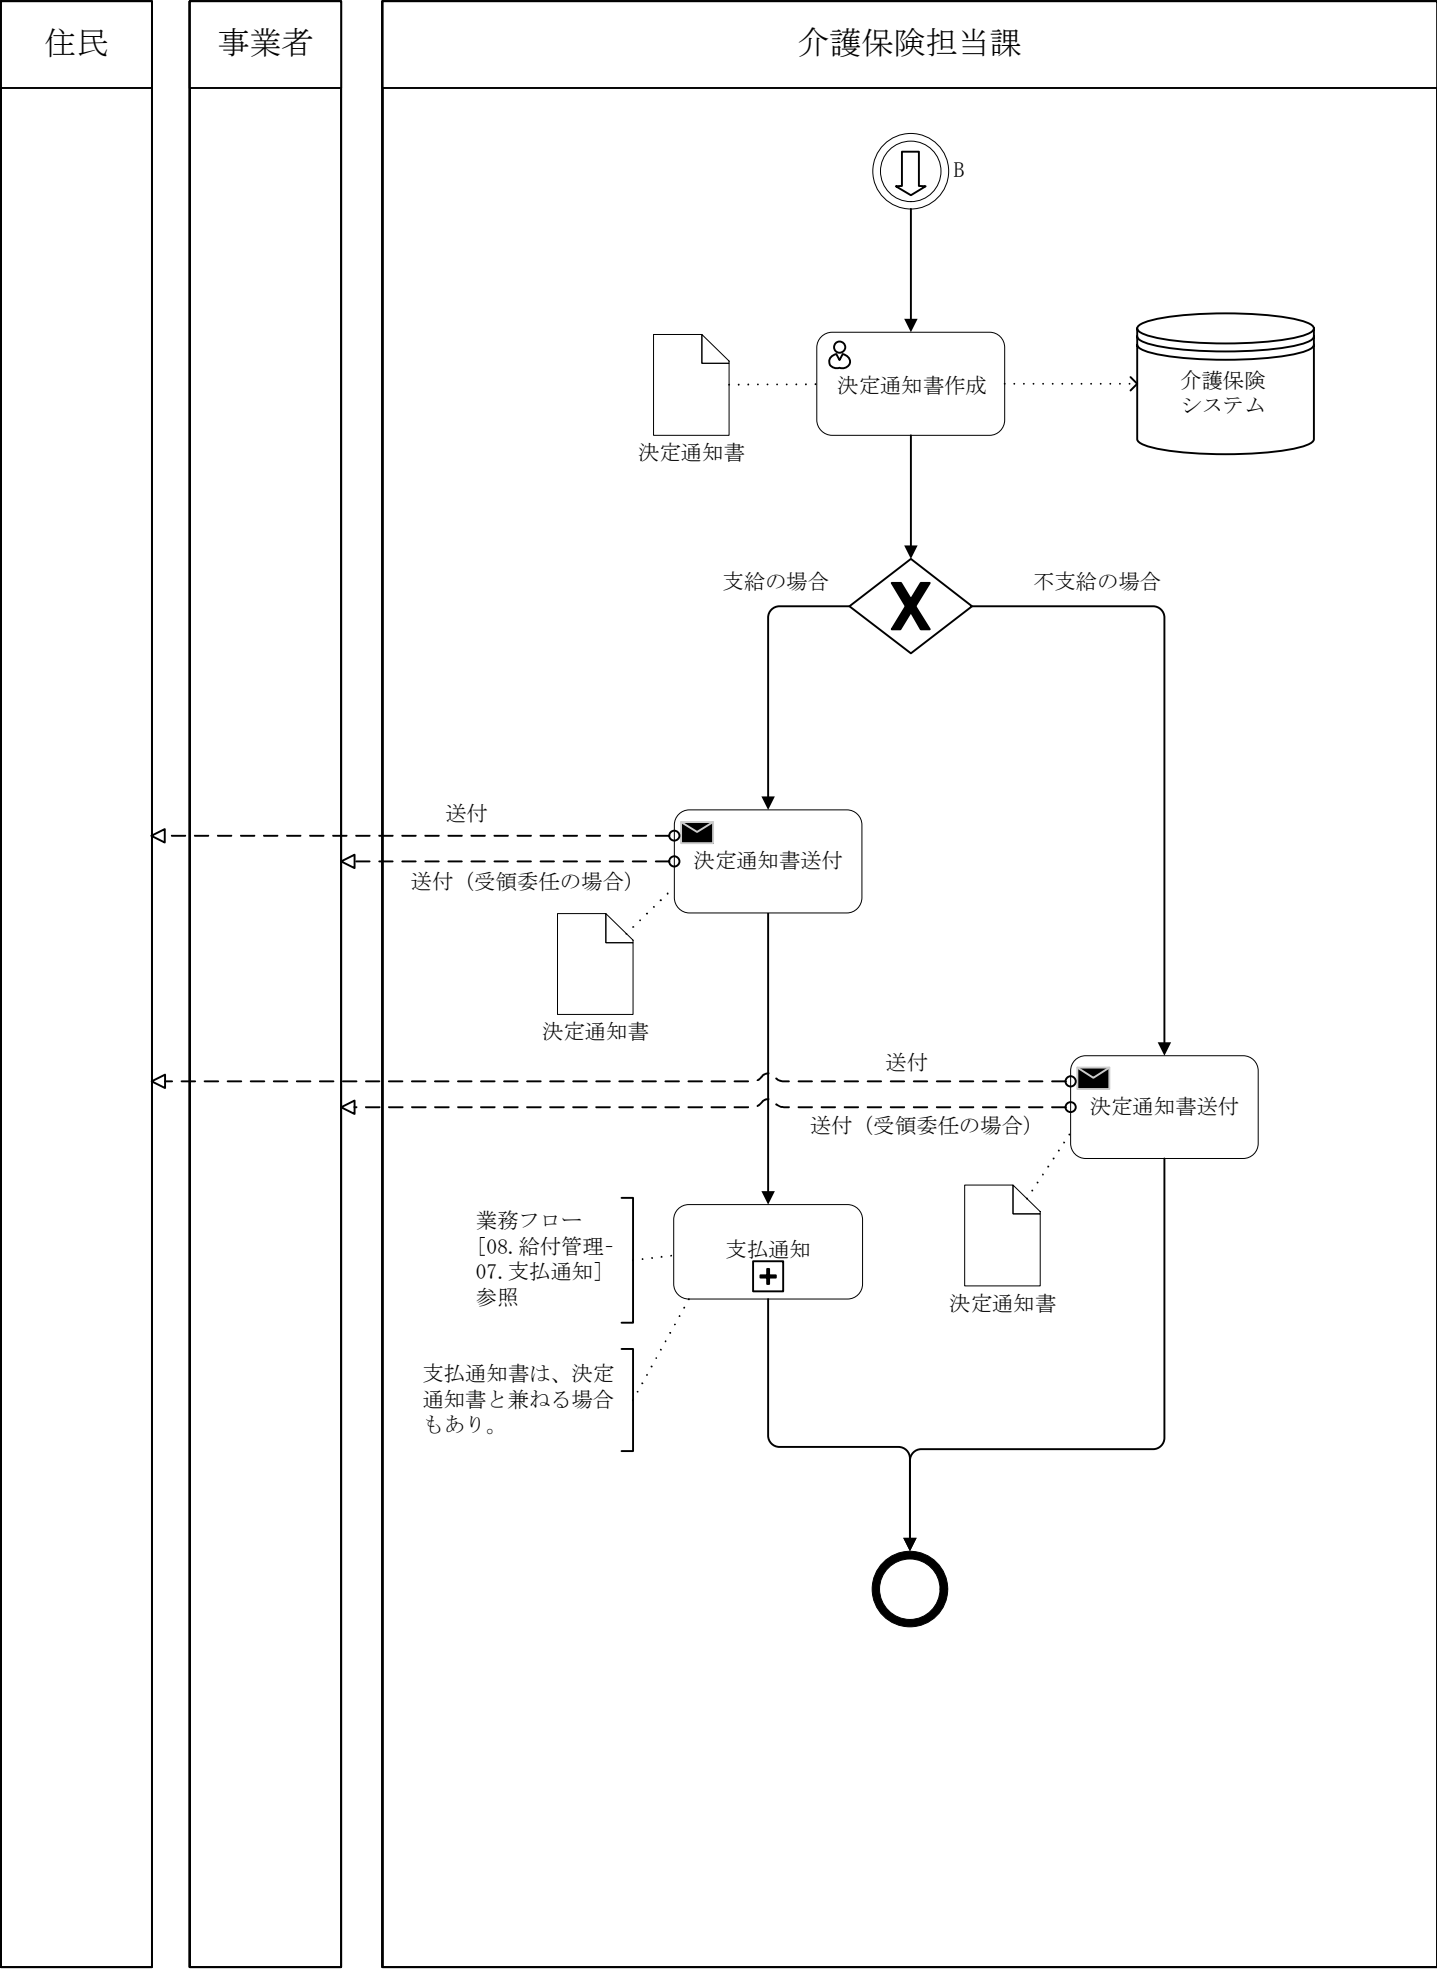 住民
事業者
介護保険担当課
B
決定通知書作成
介護保険
システム
決定通知書
支給の場合
不支給の場合
送付
決定通知書送付
送付（受領委任の場合）
決定通知書
送付
決定通知書送付
送付（受領委任の場合）
業務フロー
[08.給付管理-
07.支払通知]
参照
支払通知
決定通知書
支払通知書は、決定
通知書と兼ねる場合
もあり。